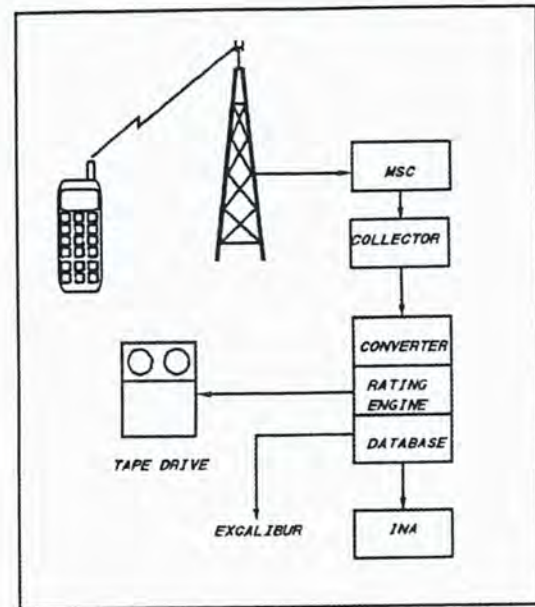 MSC
COLLECTOR
CONVERTER
RATING
ENGINE
DATABASE
TAPE DRIVE
EXCALIBUR
INA